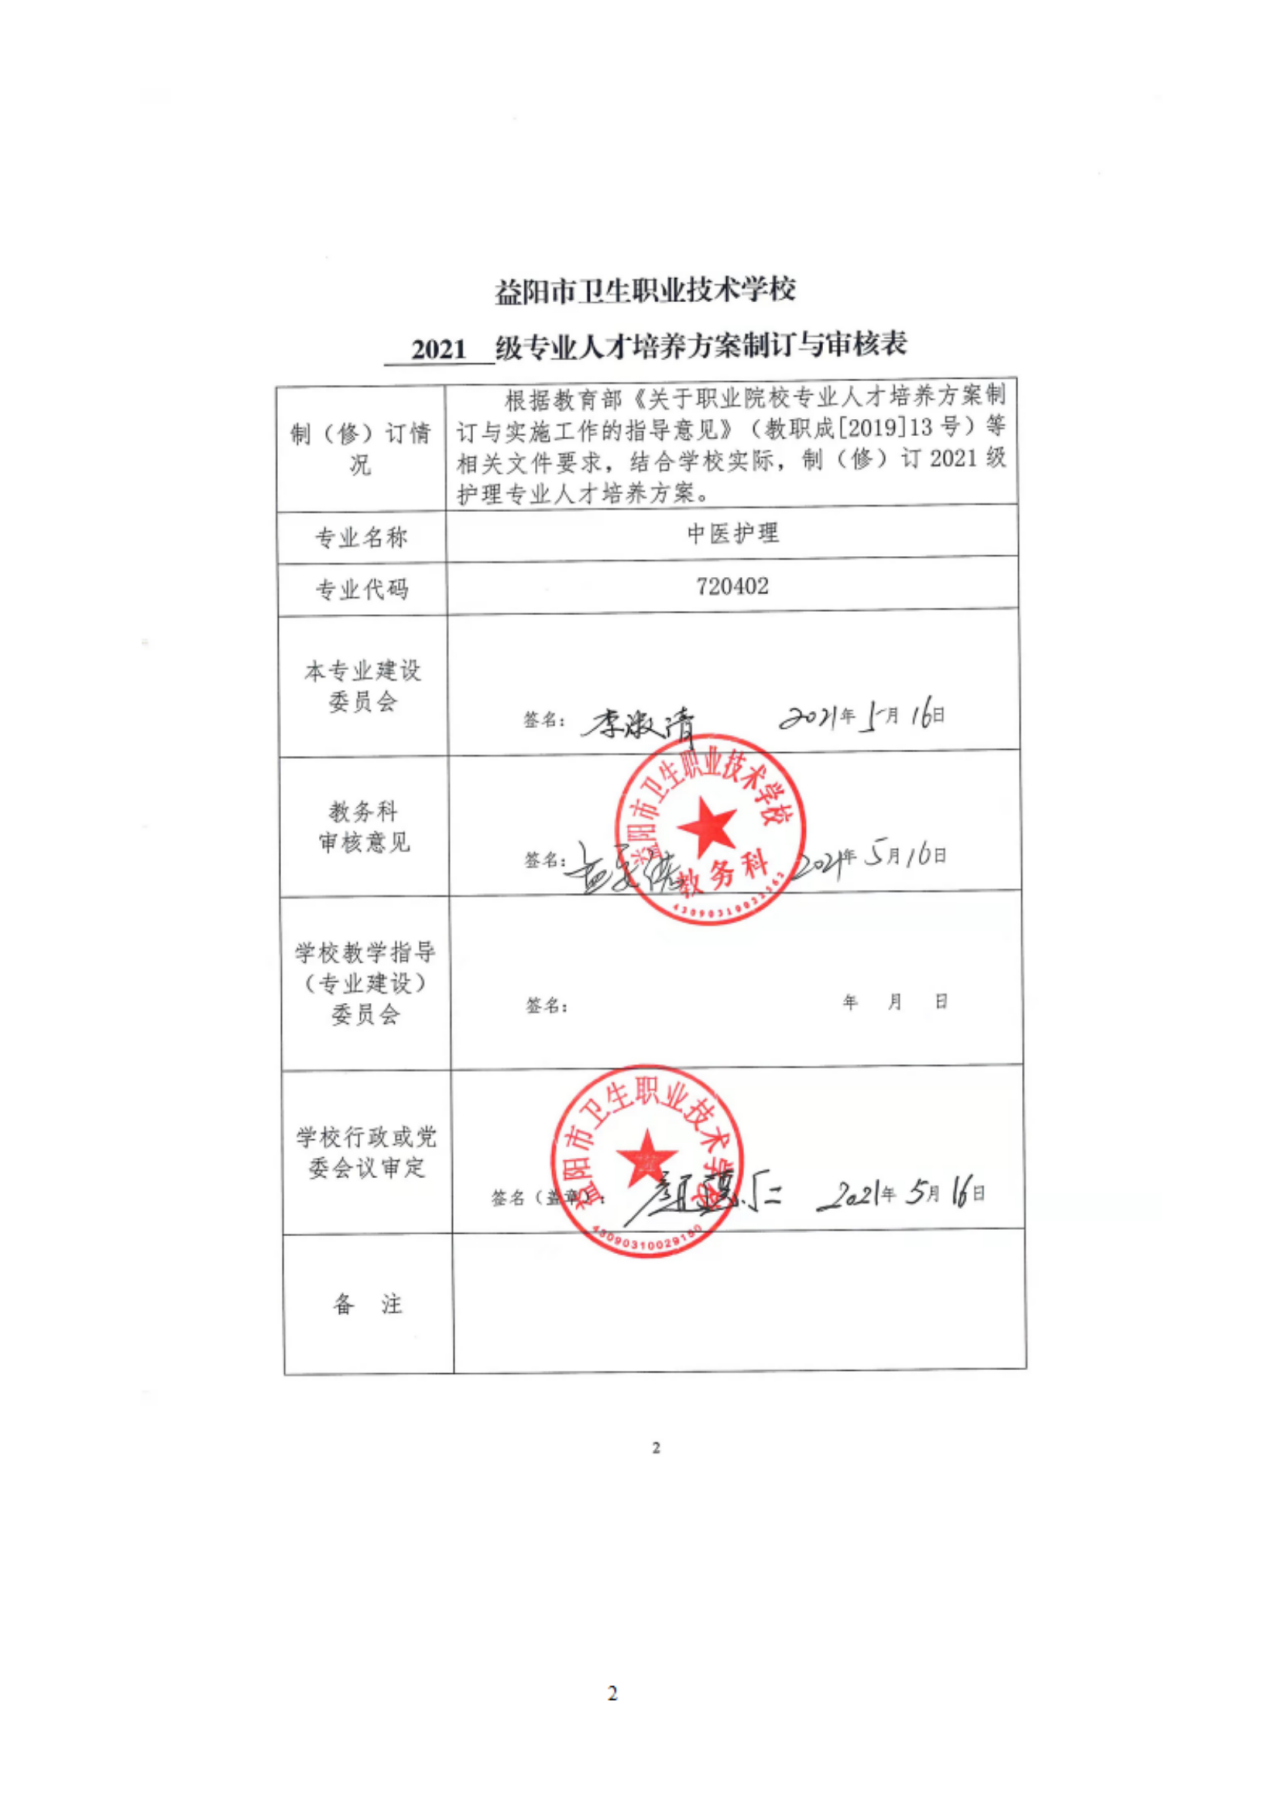 益阳市卫生职业技术学校
2021 级专业人才培养方案制订与审核表
制（修）订情
况
根据教育部《关于职业院校专业人才培养方案制
订与实施工作的指导意见》（教职成[2019]13 号）等
相关文件要求，结合学校实际，制（修）订 2021 级
护理专业人才培养方案。
专业名称
中医护理
专业代码
720402
本专业建设
委员会
签名：李淑清 2021年 5月 16日
益阳市卫生职业技术学校
教务科
审核意见
签名： 2021年 5月 16日
教务科
学校教学指导
（专业建设）
委员会
签名： 年 月 日
益阳市卫生职业技术学校
学校行政或党
委会议审定
签名（盖章）： 2021年 5月 16日
43090310029100
备 注
2
2